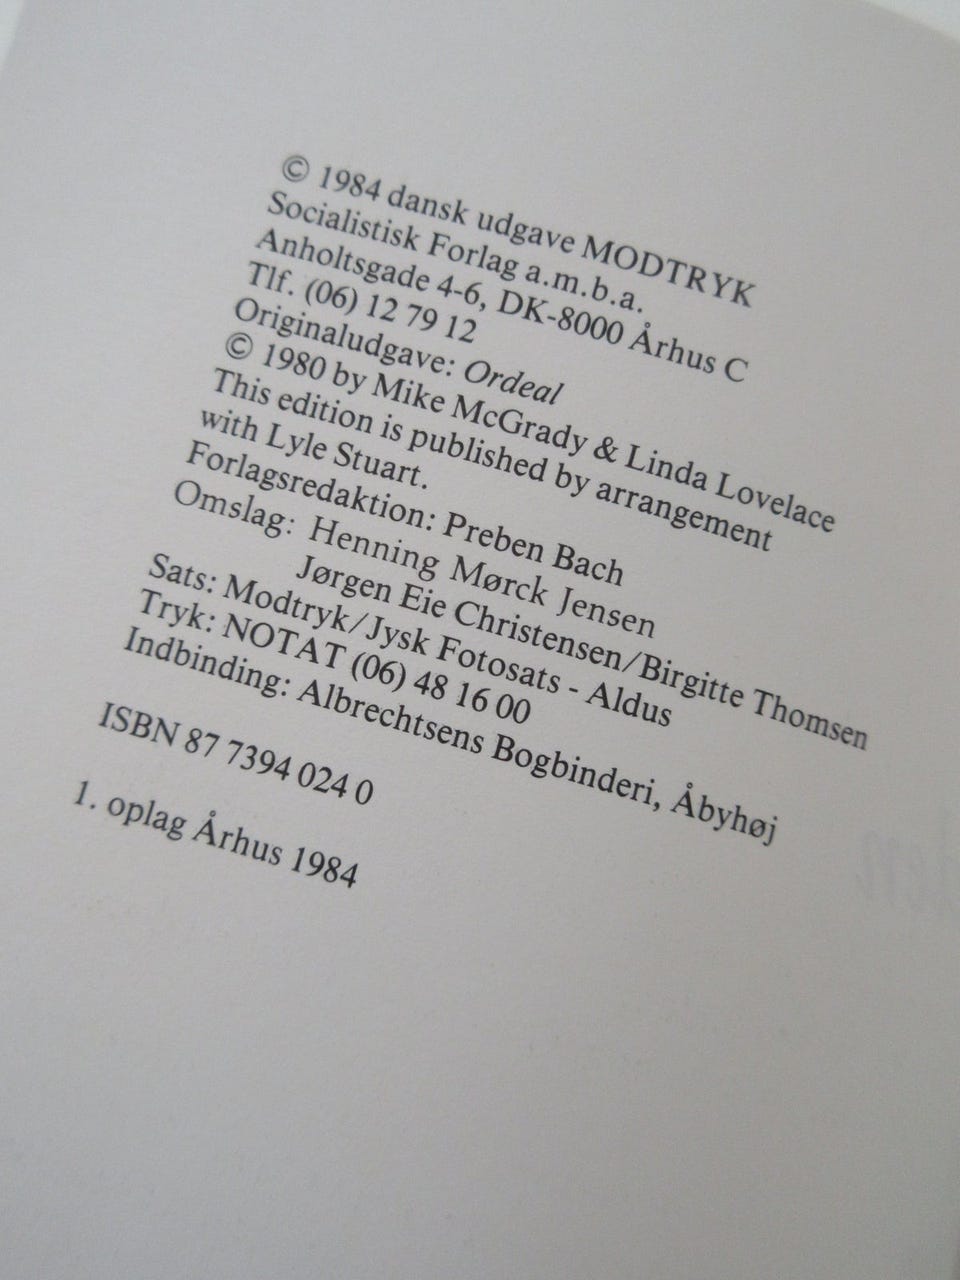 © 1984 dansk udgave MODTRYK
Socialistisk Forlag a.m.b.a.
Anholtsgade 4-6, DK-8000 Århus C
Tlf. (06) 12 79 12
Originaludgave: Ordeal
© 1980 by Mike McGrady & Linda Lovelace
This edition is published by arrangement
with Lyle Stuart.
Forlagsredaktion: Preben Bach
Omslag: Henning Mørck Jensen
Jørgen Eie Christensen/Birgitte Thomsen
Sats: Modtryk/Jysk Fotosats - Aldus
Tryk: NOTAT (06) 48 16 00
Indbinding: Albrechtsens Bogbinderi, Åbyhøj
ISBN 87 7394 024 0
1. oplag Århus 1984